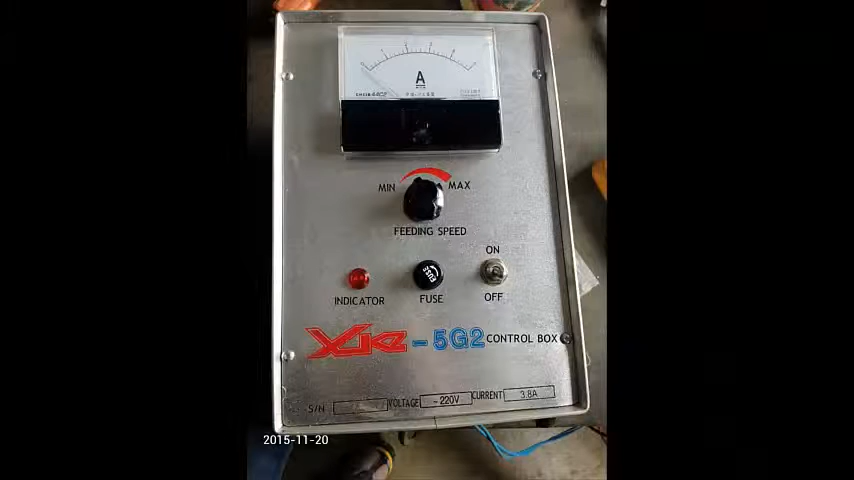 A
MIN MAX
FEEDING SPEED
ON
FUSE
INDICATOR FUSE OFF
-5G2 CONTROL BOX
S/N VOLTAGE ~220V CURRENT 3.8A
2015-11-20